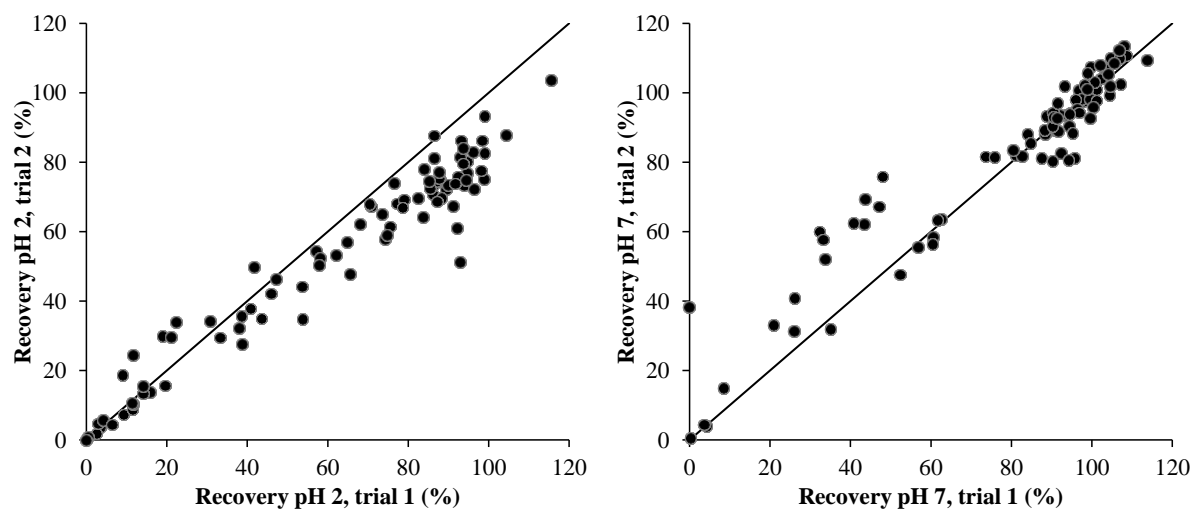 120
100
80
60
40
20
0
Recovery pH 2, trial 2 (%)
0 20 40 60 80 100 120
Recovery pH 2, trial 1 (%)
120
100
80
60
40
20
0
Recovery pH 7, trial 2 (%)
0 20 40 60 80 100 120
Recovery pH 7, trial 1 (%)